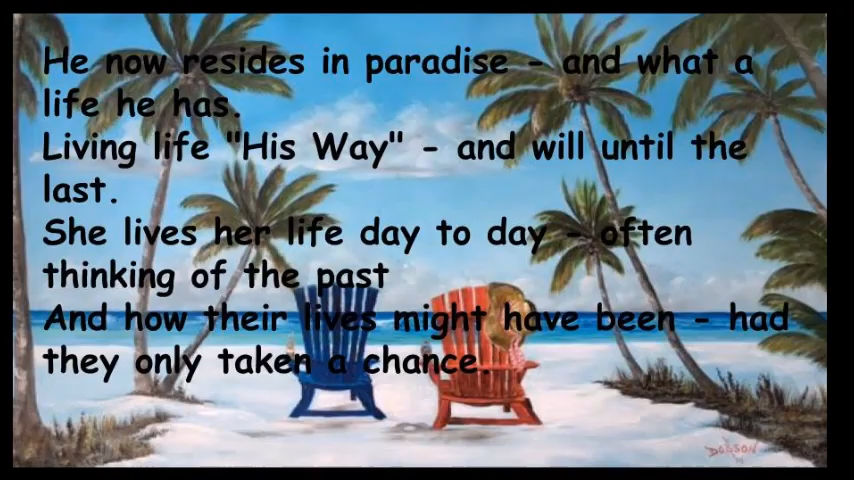 He now resides in paradise - and what a
life he has.
Living life "His Way" - and will until the
last.
She lives her life day to day - often
thinking of the past
And how their lives might have been - had
they only taken a chance.
DOBSON